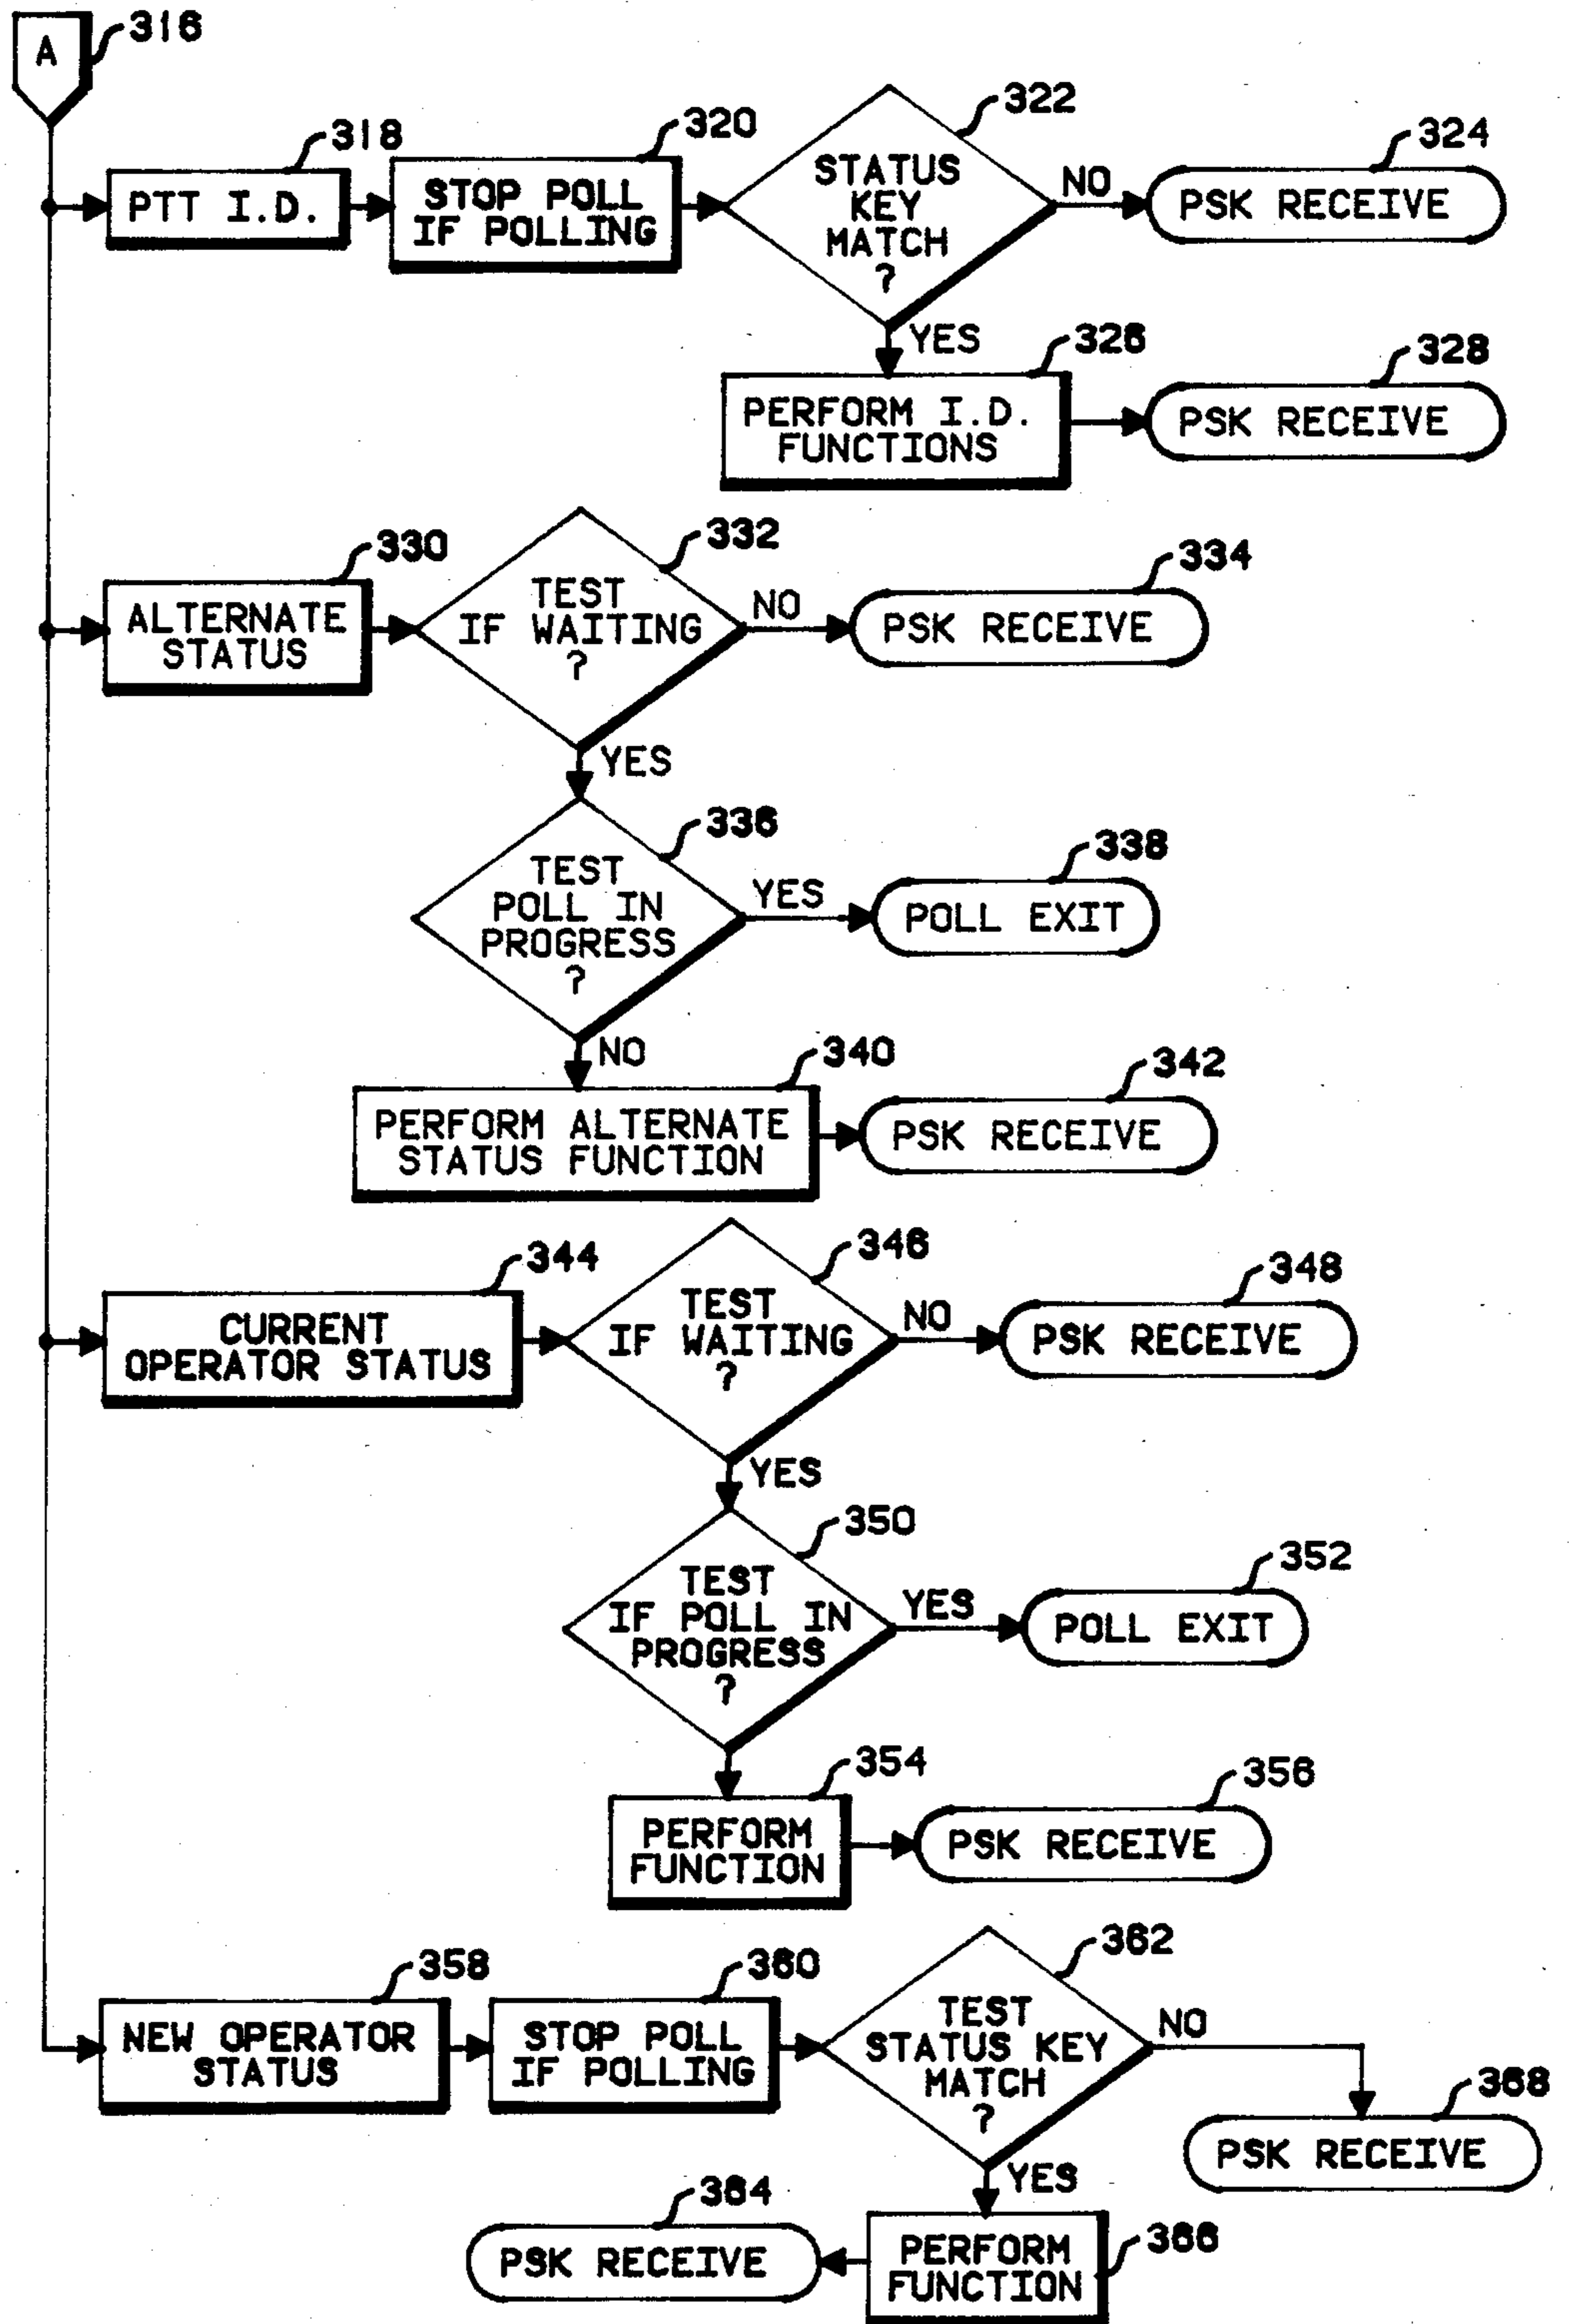 A
316
318
PTT I.D.
320
STOP POLL
IF POLLING
322
STATUS
KEY
MATCH
?
NO
324
PSK RECEIVE
YES
326
PERFORM I.D.
FUNCTIONS
328
PSK RECEIVE
330
ALTERNATE
STATUS
332
TEST
IF WAITING
?
NO
334
PSK RECEIVE
YES
336
TEST
POLL IN
PROGRESS
?
YES
338
POLL EXIT
NO
340
PERFORM ALTERNATE
STATUS FUNCTION
342
PSK RECEIVE
344
CURRENT
OPERATOR STATUS
346
TEST
IF WAITING
?
NO
348
PSK RECEIVE
YES
350
TEST
IF POLL IN
PROGRESS
?
YES
352
POLL EXIT
354
PERFORM
FUNCTION
356
PSK RECEIVE
358
NEW OPERATOR
STATUS
360
STOP POLL
IF POLLING
362
TEST
STATUS KEY
MATCH
?
NO
368
PSK RECEIVE
YES
364
PSK RECEIVE
366
PERFORM
FUNCTION